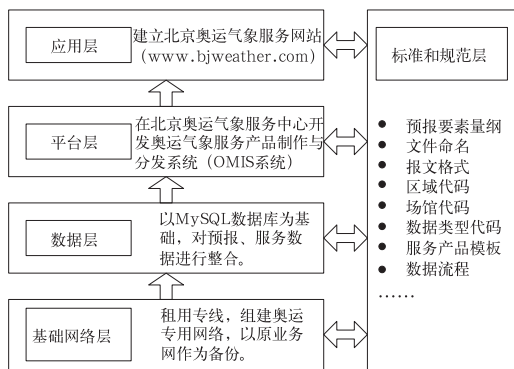 应用层
建立北京奥运气象服务网站
（www.bjweather.com）
平台层
在北京奥运气象服务中心开
发奥运气象服务产品制作与
分发系统（OMIS系统）
数据层
以MySQL数据库为基
础，对预报、服务数
据进行整合。
基础网络层
租用专线，组建奥运
专用网络，以原业务
网作为备份。
标准和规范层
● 预报要素量纲
● 文件命名
● 报文格式
● 区域代码
● 场馆代码
● 数据类型代码
● 服务产品模板
● 数据流程
……